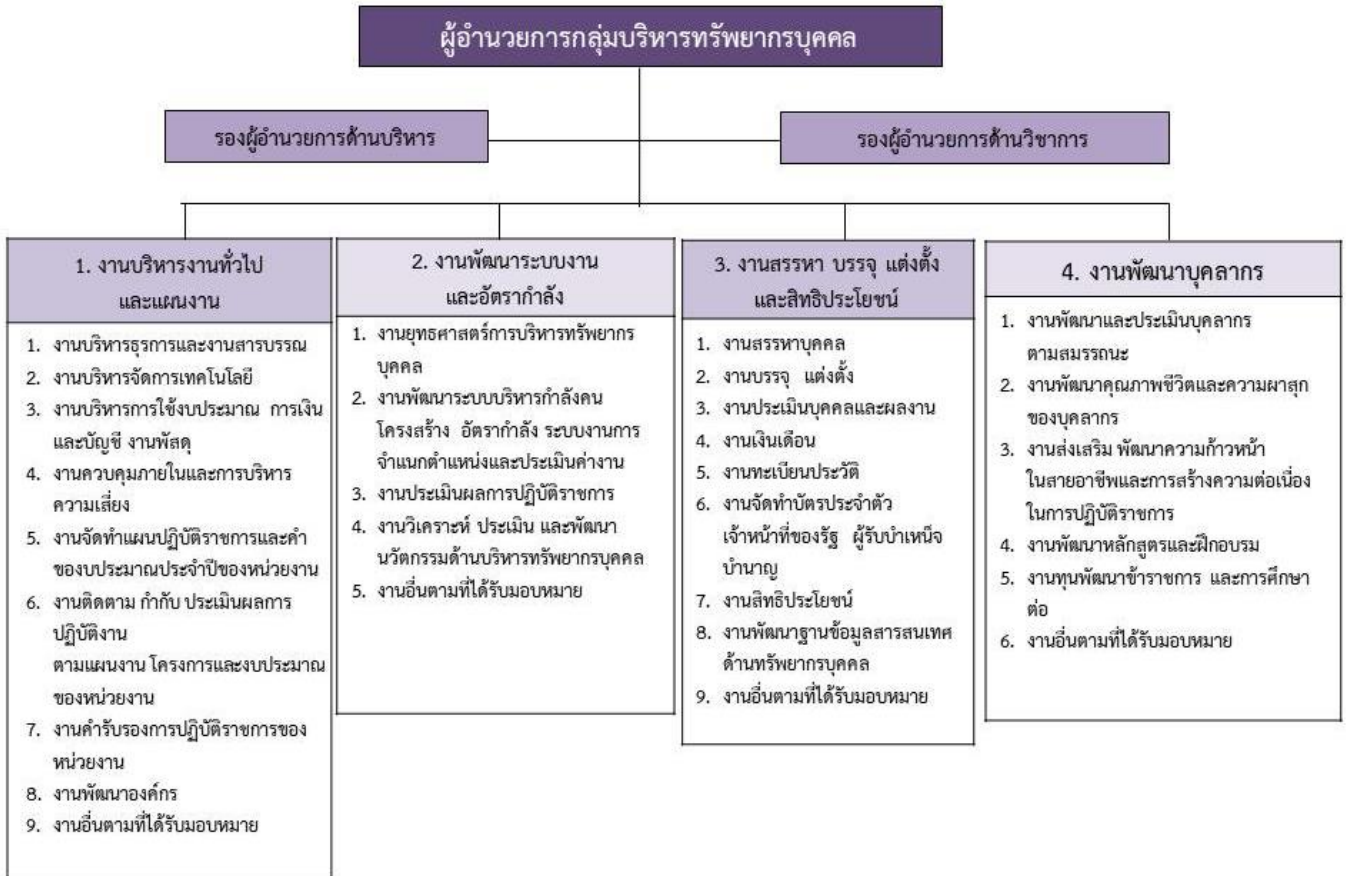 ผู้อำนวยการกลุ่มบริหารทรัพยากรบุคคล
รองผู้อำนวยการด้านบริหาร
รองผู้อำนวยการด้านวิชาการ
1. งานบริหารงานทั่วไป
และแผนงาน
1. งานบริหารธุรการและงานสารบรรณ
2. งานบริหารจัดการเทคโนโลยี
3. งานบริหารการใช้งบประมาณ การเงิน
และบัญชี งานพัสดุ
4. งานควบคุมภายในและการบริหาร
ความเสี่ยง
5. งานจัดทำแผนปฏิบัติราชการและคำ
ของบประมาณประจำปีของหน่วยงาน
6. งานติดตาม กำกับ ประเมินผลการ
ปฏิบัติงาน
ตามแผนงาน โครงการและงบประมาณ
ของหน่วยงาน
7. งานคำรับรองการปฏิบัติราชการของ
หน่วยงาน
8. งานพัฒนาองค์กร
9. งานอื่นตามที่ได้รับมอบหมาย
2. งานพัฒนาระบบงาน
และอัตรากำลัง
1. งานยุทธศาสตร์การบริหารทรัพยากร
บุคคล
2. งานพัฒนาระบบบริหารกำลังคน
โครงสร้าง อัตรากำลัง ระบบงานการ
จำแนกตำแหน่งและประเมินค่างาน
3. งานประเมินผลการปฏิบัติราชการ
4. งานวิเคราะห์ ประเมิน และพัฒนา
นวัตกรรมด้านบริหารทรัพยากรบุคคล
5. งานอื่นตามที่ได้รับมอบหมาย
3. งานสรรหา บรรจุ แต่งตั้ง
และสิทธิประโยชน์
1. งานสรรหาบุคคล
2. งานบรรจุ แต่งตั้ง
3. งานประเมินบุคคลและผลงาน
4. งานเงินเดือน
5. งานทะเบียนประวัติ
6. งานจัดทำบัตรประจำตัว
เจ้าหน้าที่ของรัฐ ผู้รับบำเหน็จ
บำนาญ
7. งานสิทธิประโยชน์
8. งานพัฒนาฐานข้อมูลสารสนเทศ
ด้านทรัพยากรบุคคล
9. งานอื่นตามที่ได้รับมอบหมาย
4. งานพัฒนาบุคลากร
1. งานพัฒนาและประเมินบุคลากร
ตามสมรรถนะ
2. งานพัฒนาคุณภาพชีวิตและความผาสุก
ของบุคลากร
3. งานส่งเสริม พัฒนาความก้าวหน้า
ในสายอาชีพและการสร้างความต่อเนื่อง
ในการปฏิบัติราชการ
4. งานพัฒนาหลักสูตรและฝึกอบรม
5. งานทุนพัฒนาข้าราชการ และการศึกษา
ต่อ
6. งานอื่นตามที่ได้รับมอบหมาย